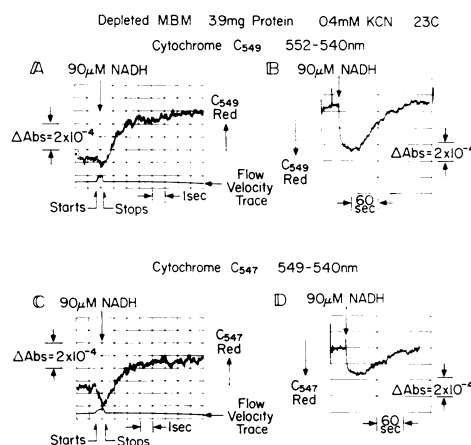 Depleted M.B.M 39mg Protein 04mM KCN 23C
Cytochrome C549 552-540nm
A
90μM NADH
C549
Red
ΔAbs=2x10-4
Flow
Velocity
Trace
Starts
Stops
1sec
B
90μM NADH
C549
Red
ΔAbs=2x10-4
60
sec
Cytochrome C547 549-540nm
C
90μM NADH
C547
Red
ΔAbs=2x10-4
Flow
Velocity
Trace
Starts
Stops
1sec
D
90μM NADH
C547
Red
ΔAbs=2x10-4
60
sec